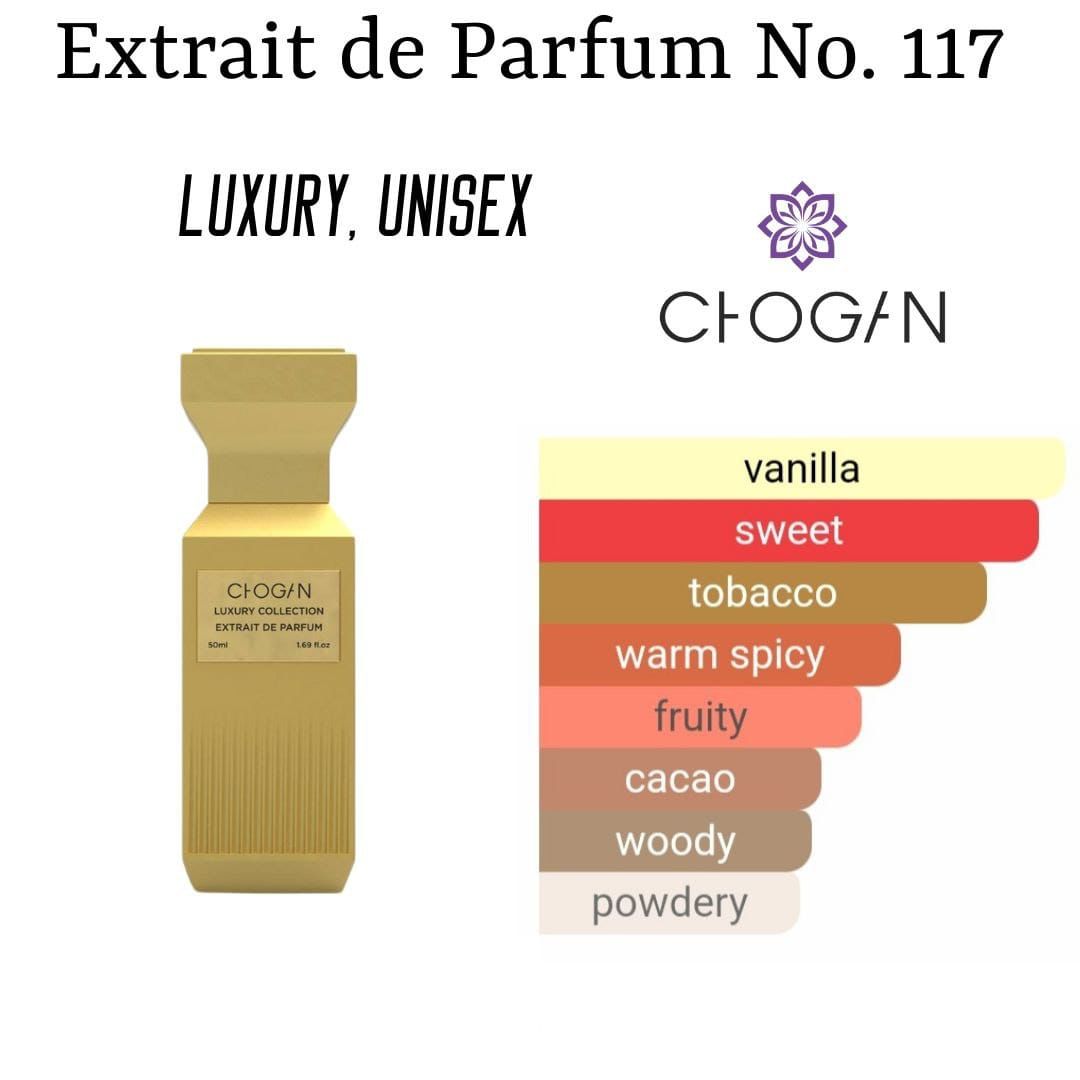 Extrait de Parfum No. 117
LUXURY, UNISEX
CHOGAN
CHOGAN
LUXURY COLLECTION
EXTRAIT DE PARFUM
50ml 1.69 fl.oz
vanilla
sweet
tobacco
warm spicy
fruity
cacao
woody
powdery